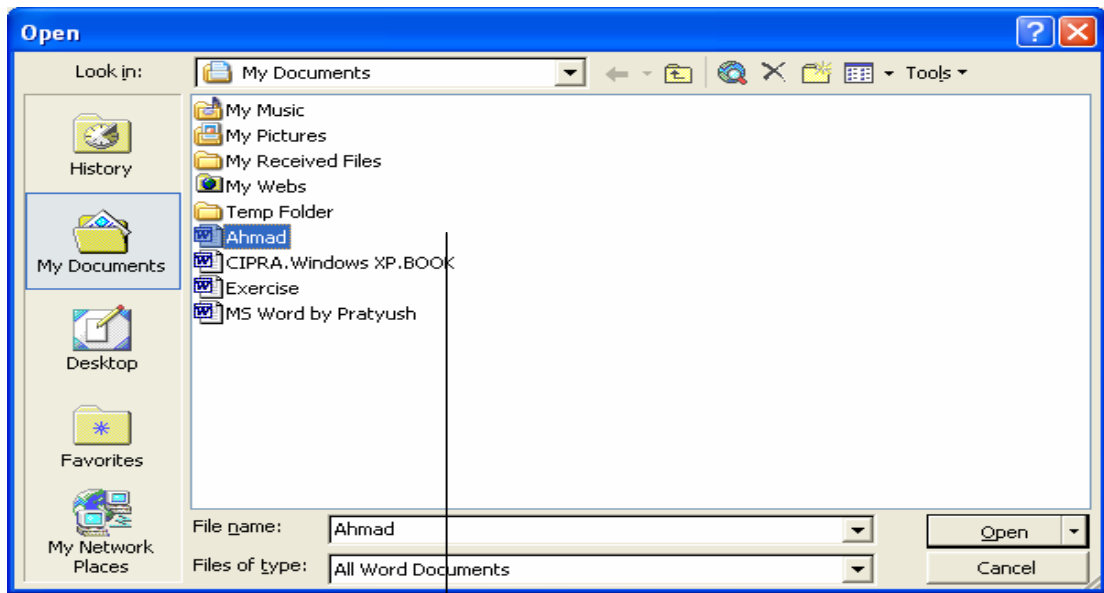 Open
Look in: My Documents Tools
My Music
My Pictures
My Received Files
My Webs
Temp Folder
Ahmad
CIPRA.Windows XP.BOOK
Exercise
MS Word by Pratyush
History
My Documents
Desktop
Favorites
My Network
Places
File name: Ahmad Open
Files of type: All Word Documents Cancel